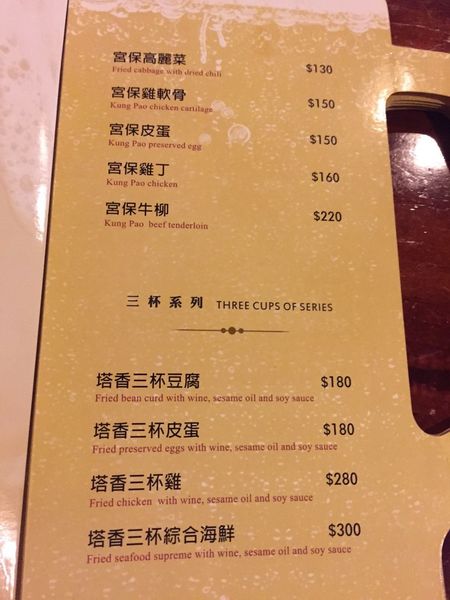 宮保高麗菜 $130
Fried cabbage with dried chili
宮保雞軟骨 $150
Kung Pao chicken cartilage
宮保皮蛋 $150
Kung Pao preserved egg
宮保雞丁 $160
Kung Pao chicken
宮保牛柳 $220
Kung Pao beef tenderloin
三杯系列 THREE CUPS OF SERIES
塔香三杯豆腐 $180
Fried bean curd with wine, sesame oil and soy sauce
塔香三杯皮蛋 $180
Fried preserved eggs with wine, sesame oil and soy sauce
塔香三杯雞 $280
Fried chicken with wine, sesame oil and soy sauce
塔香三杯綜合海鮮 $300
Fried seafood supreme with wine, sesame oil and soy sauce